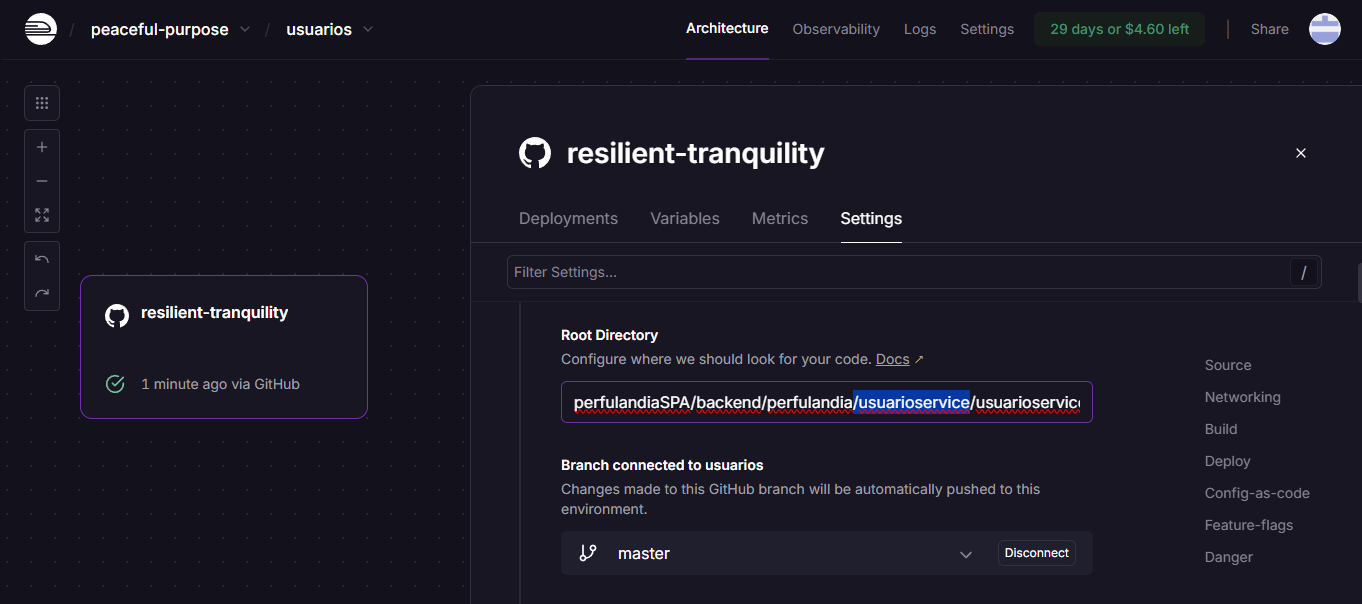 / peaceful-purpose / usuarios Architecture Observability Logs Settings 29 days or $4.60 left Share
resilient-tranquility
Deployments Variables Metrics Settings
Filter Settings... /
resilient-tranquility
1 minute ago via GitHub
Root Directory
Configure where we should look for your code. Docs ↗
perfulandiaSPA/backend/perfulandia/usuarioservice/usuarioservic
Branch connected to usuarios
Changes made to this GitHub branch will be automatically pushed to this
environment.
master Disconnect
Source
Networking
Build
Deploy
Config-as-code
Feature-flags
Danger